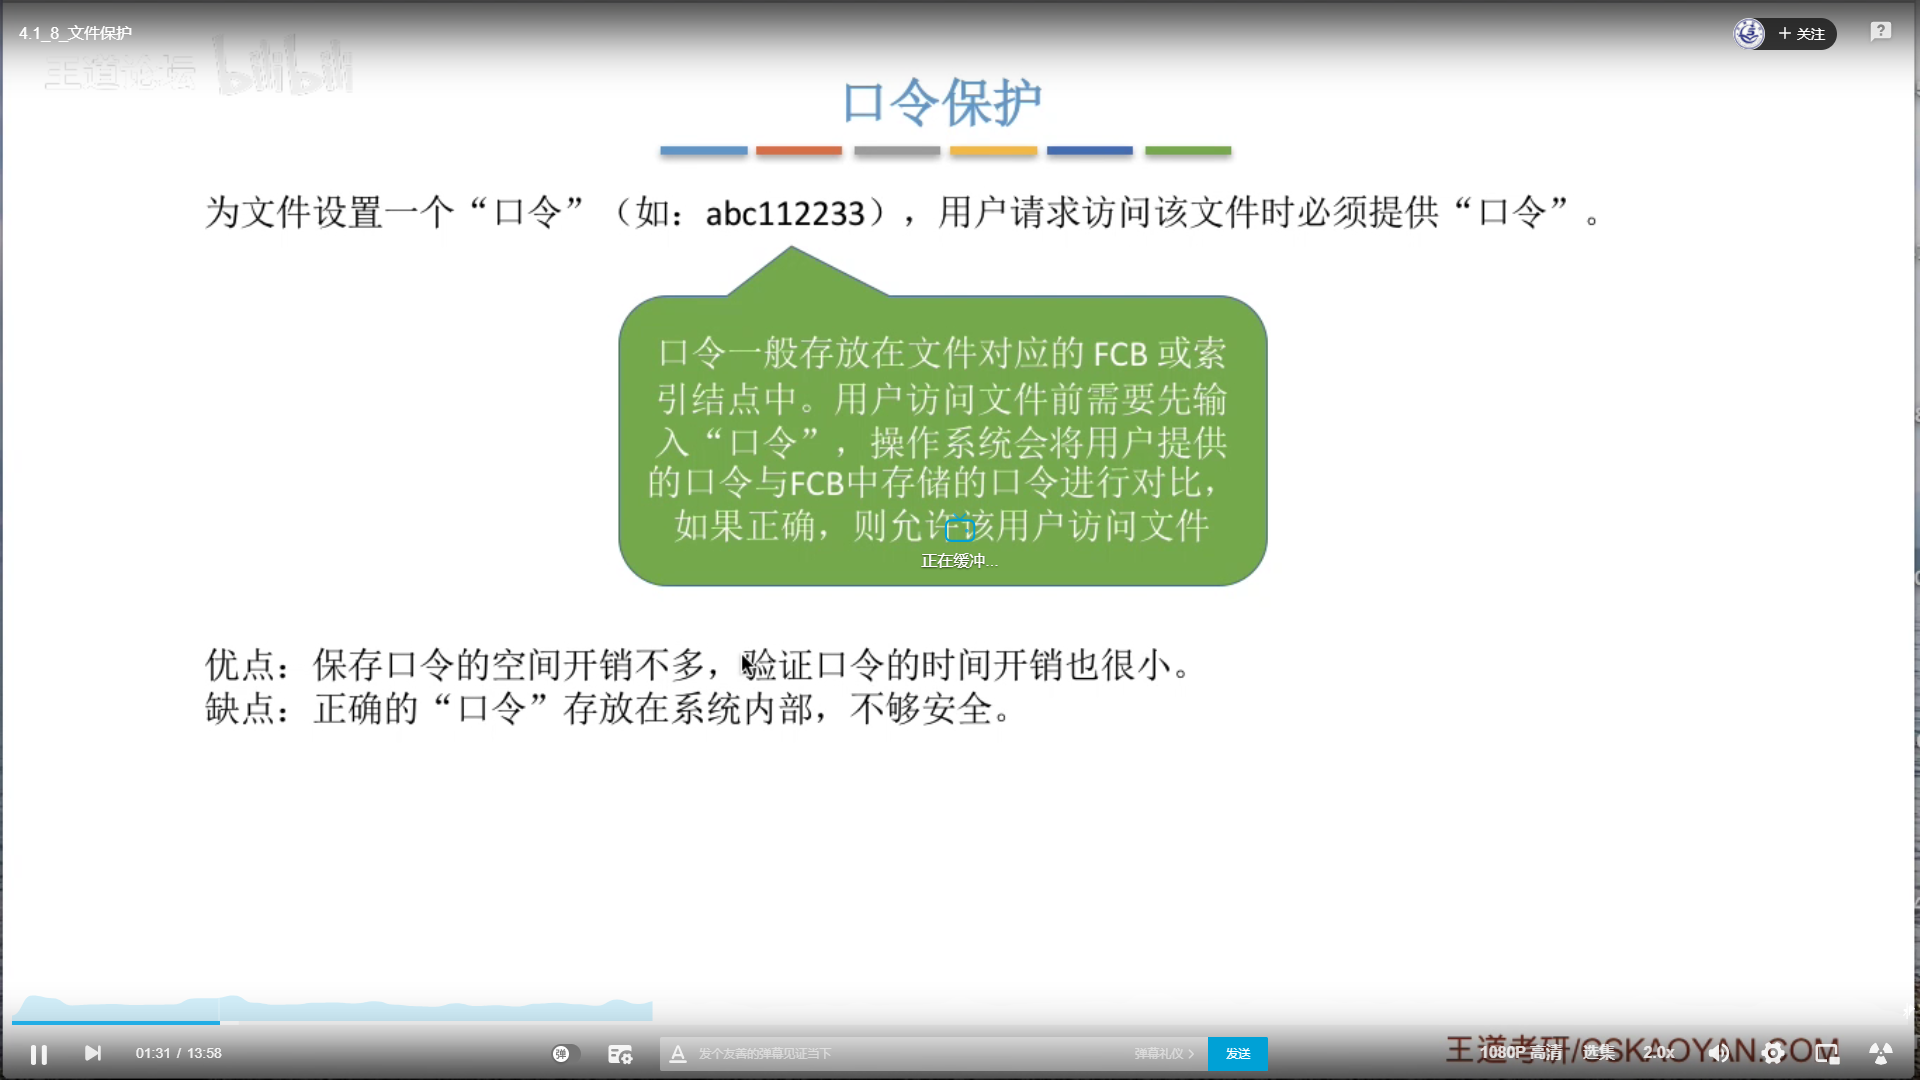 4.1_8_文件保护
+ 关注
王道论坛 bilibili
口令保护
为文件设置一个“口令”（如：abc112233），用户请求访问该文件时必须提供“口令”。
口令一般存放在文件对应的 FCB 或索
引结点中。用户访问文件前需要先输
入“口令”，操作系统会将用户提供
的口令与FCB中存储的口令进行对比，
如果正确，则允许该用户访问文件
正在缓冲...
优点：保存口令的空间开销不多，验证口令的时间开销也很小。
缺点：正确的“口令”存放在系统内部，不够安全。
01:31 / 13:58
弹
A 发个友善的弹幕见证当下
弹幕礼仪 >
发送
王道考研/CSKAOYAN.COM
1080P 高清
选集
2.0x